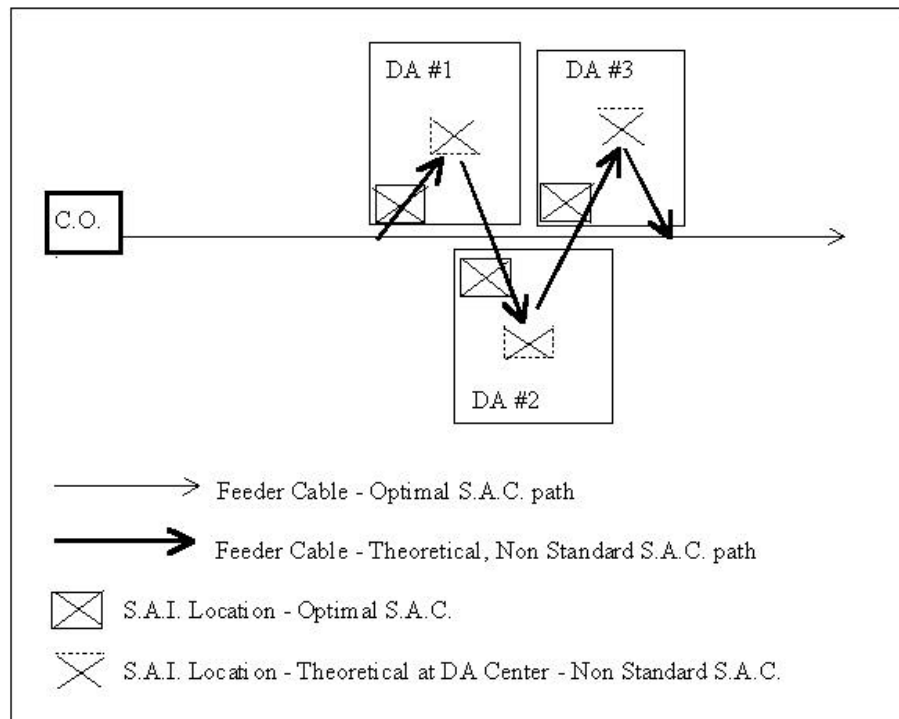 DA #1
DA #3
C.O.
DA #2
Feeder Cable - Optimal S.A.C. path
Feeder Cable - Theoretical, Non Standard S.A.C. path
S.A.I. Location - Optimal S.A.C.
S.A.I. Location - Theoretical at DA Center - Non Standard S.A.C.